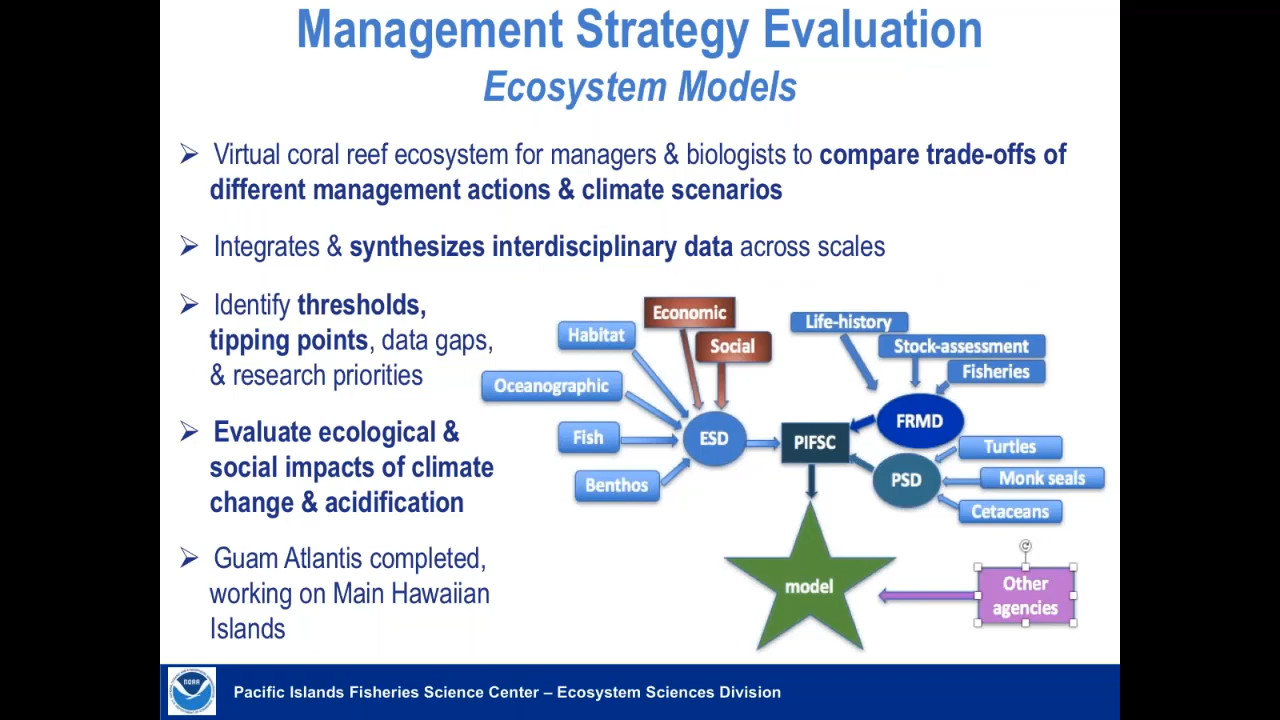 Management Strategy Evaluation
Ecosystem Models
➢ Virtual coral reef ecosystem for managers & biologists to compare trade-offs of
different management actions & climate scenarios
➢ Integrates & synthesizes interdisciplinary data across scales
➢ Identify thresholds,
tipping points, data gaps,
& research priorities
➢ Evaluate ecological &
social impacts of climate
change & acidification
➢ Guam Atlantis completed,
working on Main Hawaiian
Islands
Economic
Habitat
Social
Oceanographic
Fish
Benthos
ESD
PIFSC
Life-history
Stock-assessment
Fisheries
FRMD
PSD
Turtles
Monk seals
Cetaceans
model
Other
agencies
NOAA
Pacific Islands Fisheries Science Center – Ecosystem Sciences Division